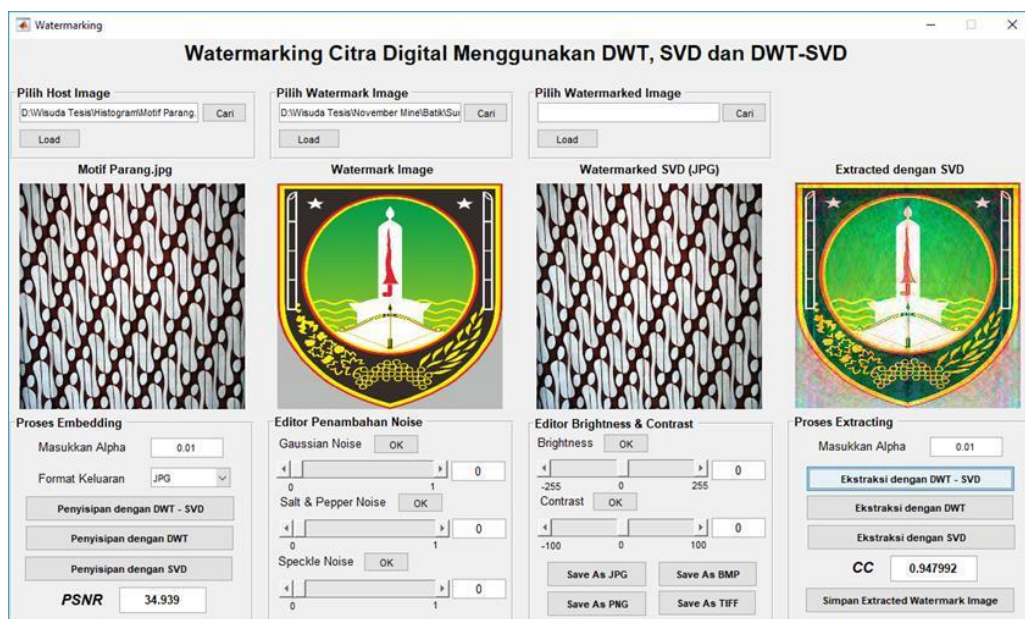 Watermarking
Watermarking Citra Digital Menggunakan DWT, SVD dan DWT-SVD
Pilih Host Image
D:\Wisuda Tesis\Histogram\Motif Parang.
Cari
Load
Pilih Watermark Image
D:\Wisuda Tesis\November Mine\Batik\Sur
Cari
Load
Pilih Watermarked Image
Cari
Load
Motif Parang.jpg
Watermark Image
Watermarked SVD (JPG)
Extracted dengan SVD
Proses Embedding
Masukkan Alpha 0.01
Format Keluaran JPG
Penyisipan dengan DWT - SVD
Penyisipan dengan DWT
Penyisipan dengan SVD
PSNR 34.939
Editor Penambahan Noise
Gaussian Noise OK
0
0 1
Salt & Pepper Noise OK
0
0 1
Speckle Noise OK
0
0 1
Editor Brightness & Contrast
Brightness OK
0
-255 0 255
Contrast OK
0
-100 0 100
Save As JPG Save As BMP
Save As PNG Save As TIFF
Proses Extracting
Masukkan Alpha 0.01
Ekstraksi dengan DWT - SVD
Ekstraksi dengan DWT
Ekstraksi dengan SVD
CC 0.947992
Simpan Extracted Watermark Image